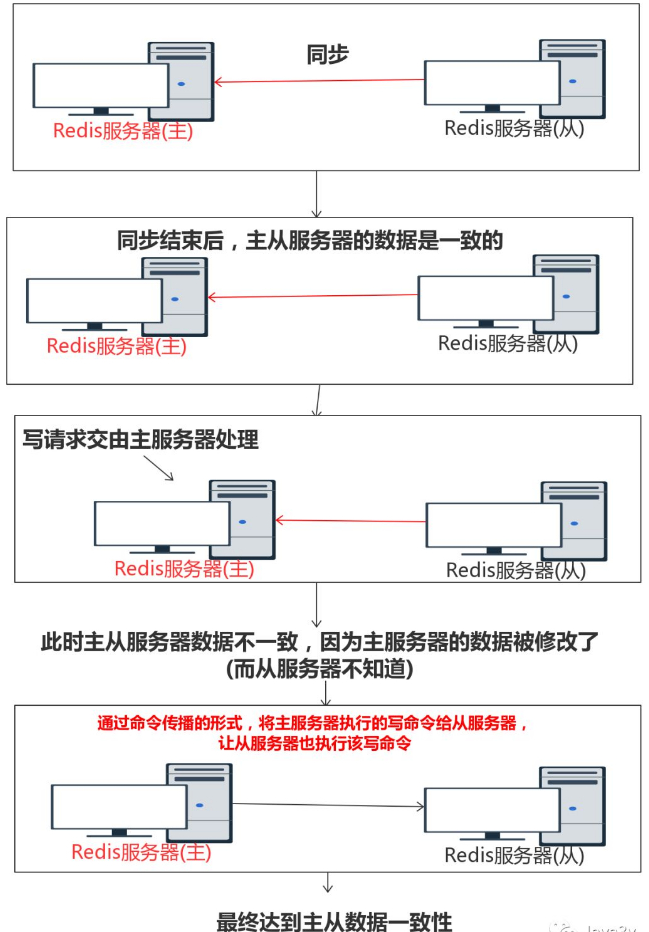 同步
Redis服务器(主)
Redis服务器(从)
同步结束后，主从服务器的数据是一致的
Redis服务器(主)
Redis服务器(从)
写请求交由主服务器处理
Redis服务器(主)
Redis服务器(从)
此时主从服务器数据不一致，因为主服务器的数据被修改了
(而从服务器不知道)
通过命令传播的形式，将主服务器执行的写命令给从服务器，
让从服务器也执行该写命令
Redis服务器(主)
Redis服务器(从)
最终达到主从数据一致性